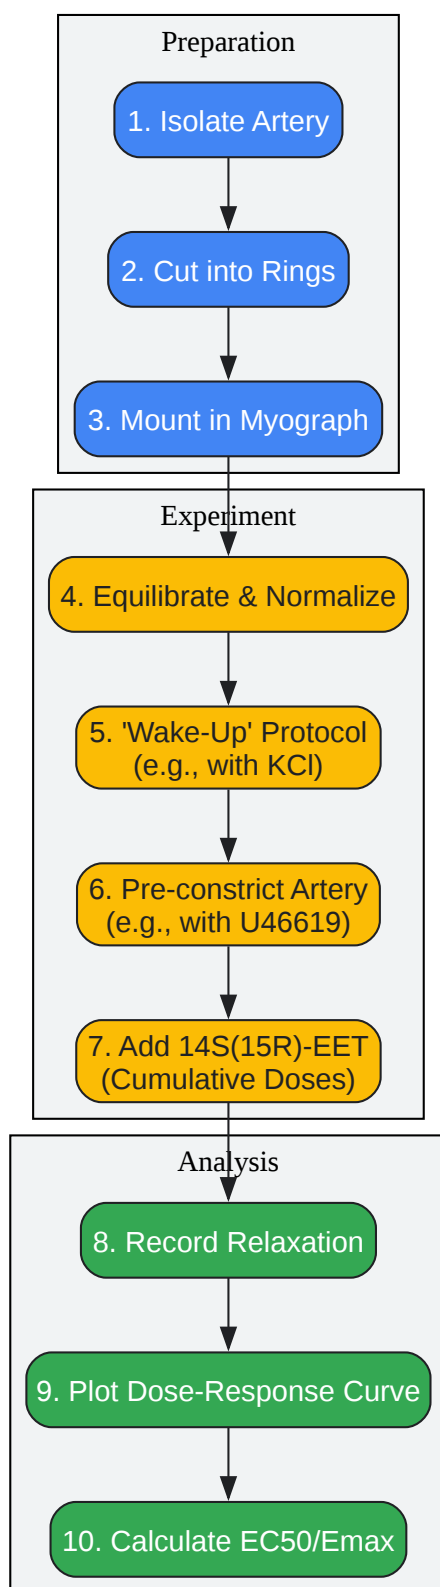 Preparation
1. Isolate Artery
2. Cut into Rings
3. Mount in Myograph
Experiment
4. Equilibrate & Normalize
5. 'Wake-Up' Protocol
(e.g., with KCl)
6. Pre-constrict Artery
(e.g., with U46619)
7. Add 14S(15R)-EET
(Cumulative Doses)
Analysis
8. Record Relaxation
9. Plot Dose-Response Curve
10. Calculate EC50/Emax